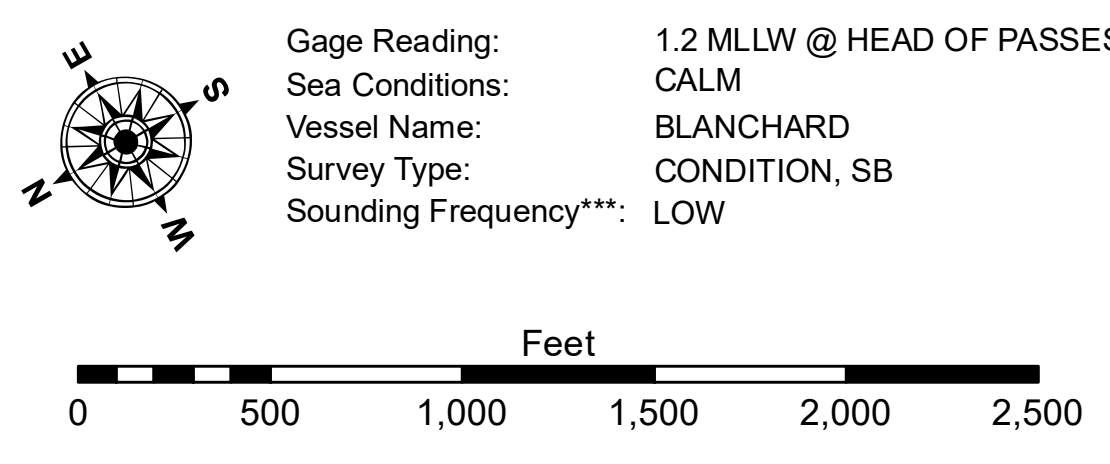 E
S
N
W
Gage Reading: 1.2 MLLW @ HEAD OF PASSES
Sea Conditions: CALM
Vessel Name: BLANCHARD
Survey Type: CONDITION, SB
Sounding Frequency***: LOW
Feet
0 500 1,000 1,500 2,000 2,500